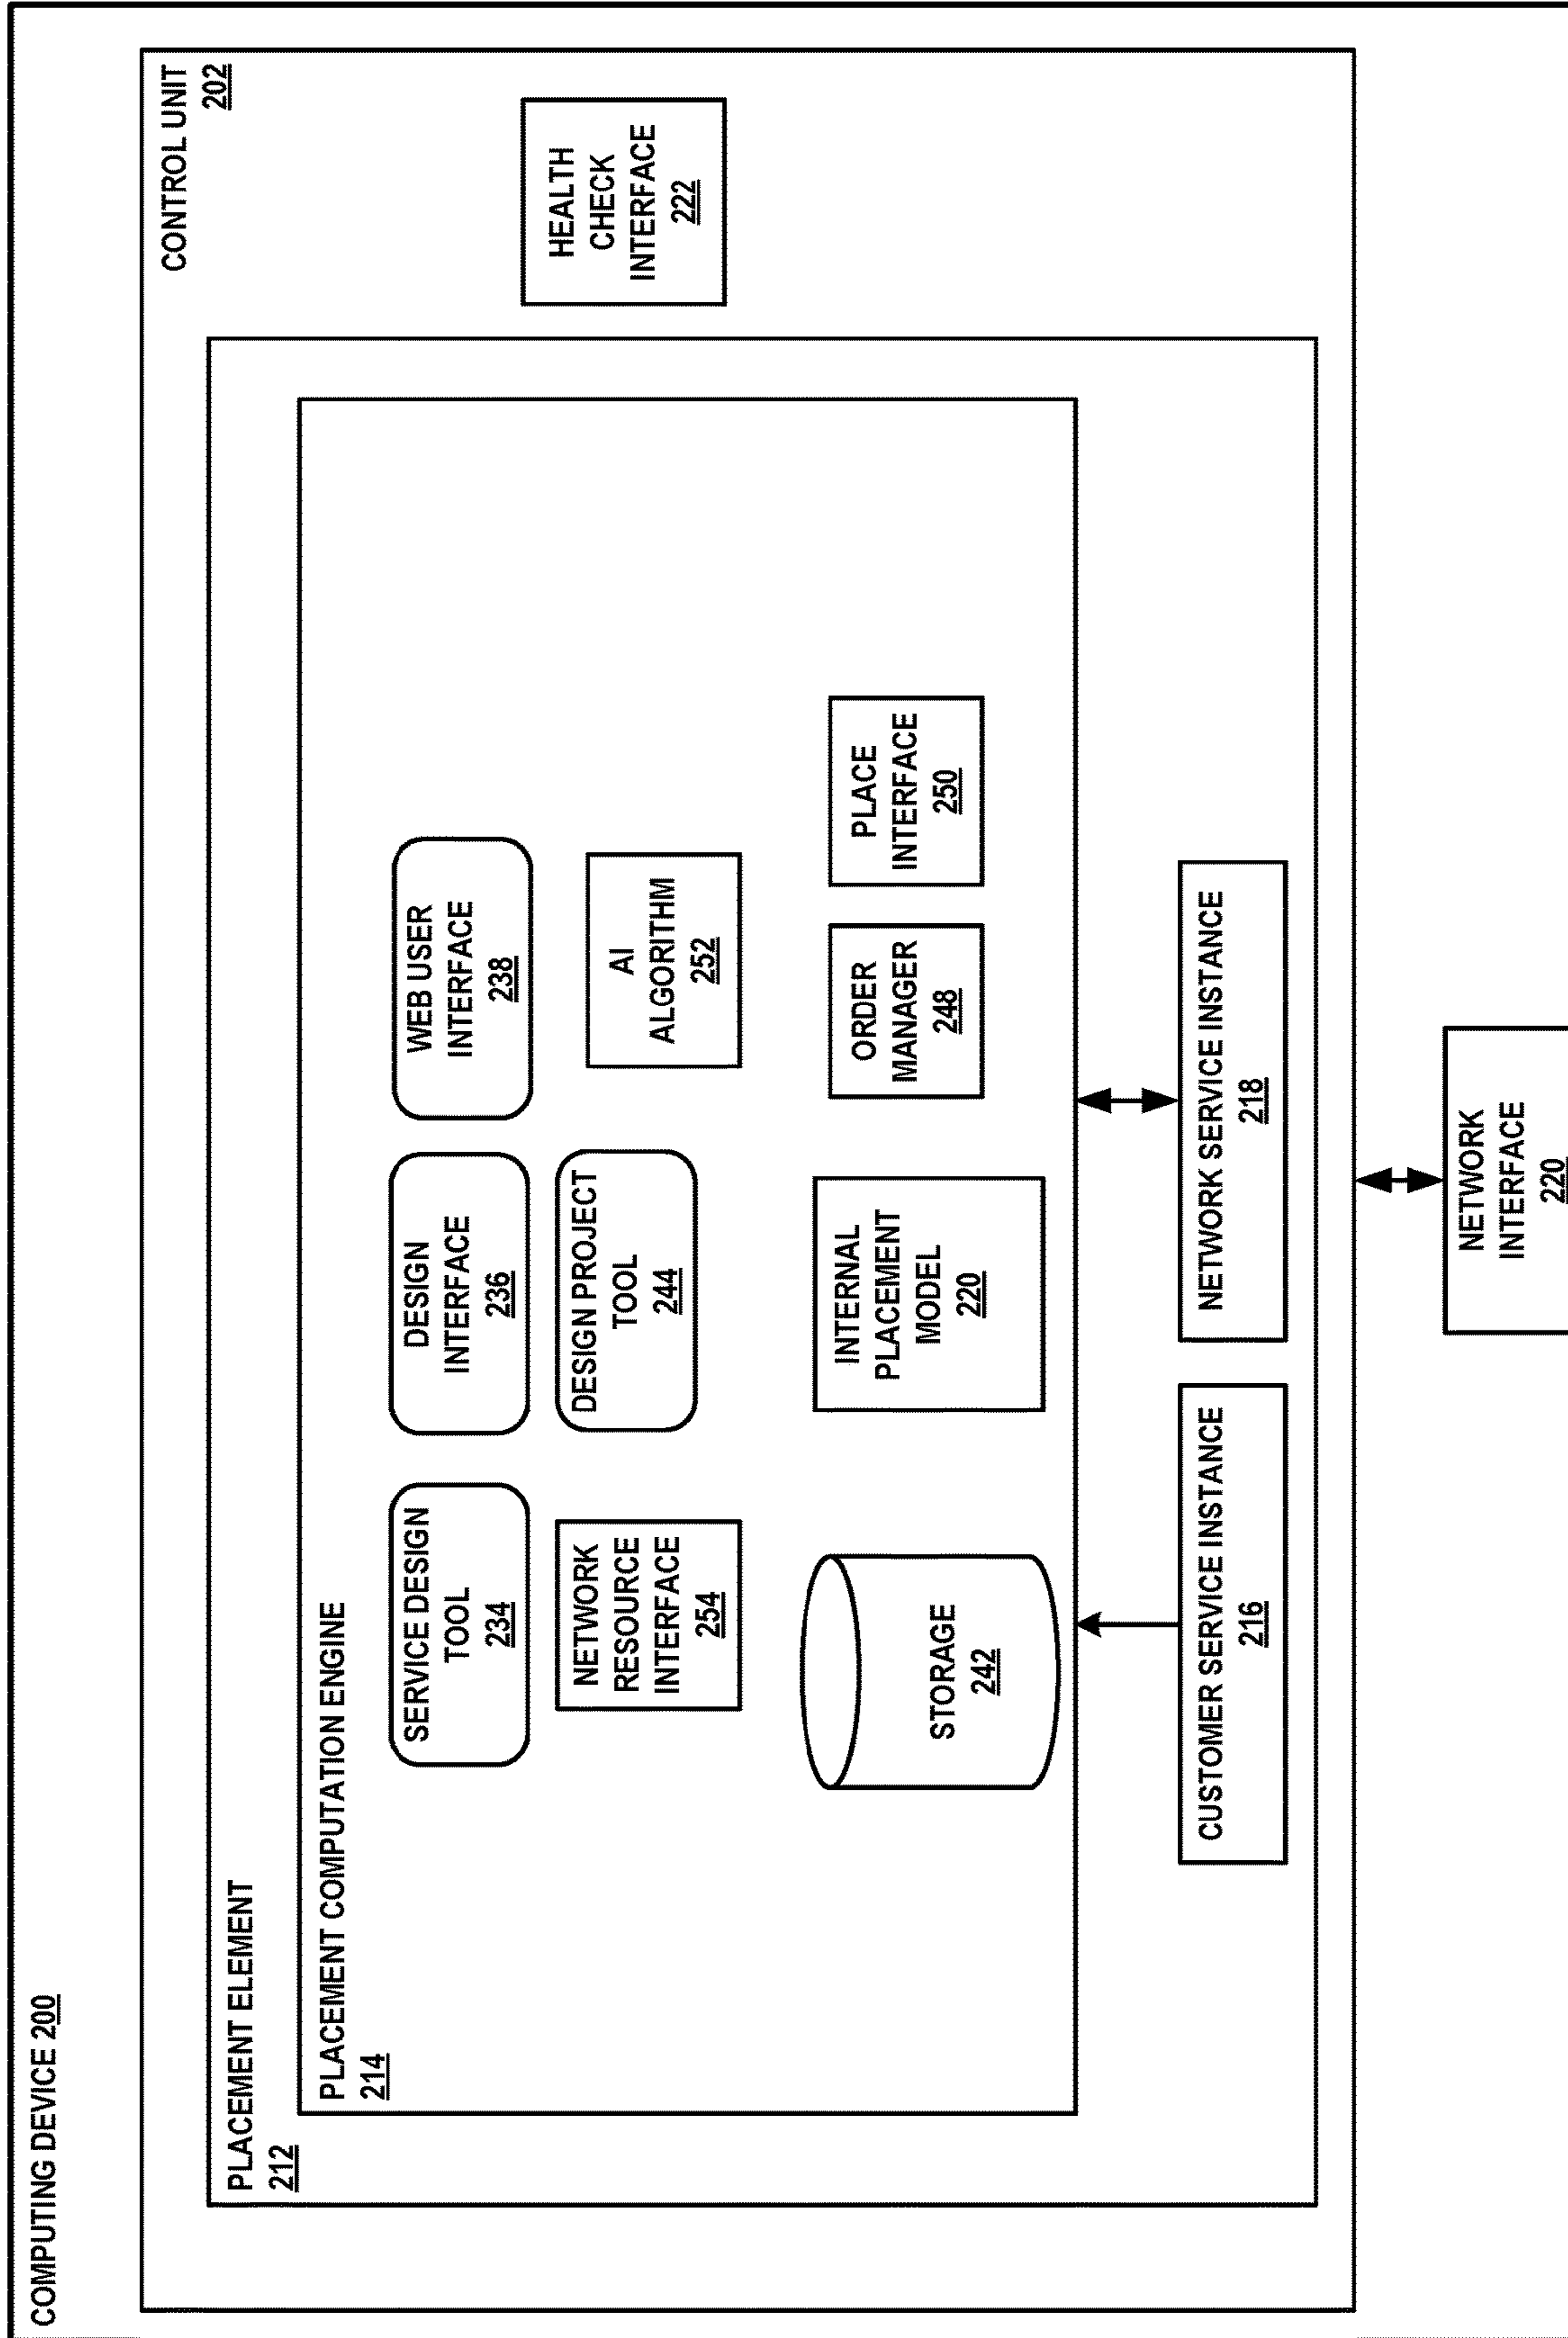 COMPUTING DEVICE 200
CONTROL UNIT
202
PLACEMENT ELEMENT
212
HEALTH
CHECK
INTERFACE
222
PLACEMENT COMPUTATION ENGINE
214
SERVICE DESIGN
TOOL
234
DESIGN
INTERFACE
236
WEB USER
INTERFACE
238
NETWORK
RESOURCE
INTERFACE
254
DESIGN PROJECT
TOOL
244
AI
ALGORITHM
252
STORAGE
242
INTERNAL
PLACEMENT
MODEL
220
ORDER
MANAGER
248
PLACE
INTERFACE
250
CUSTOMER SERVICE INSTANCE
216
NETWORK SERVICE INSTANCE
218
NETWORK
INTERFACE
220